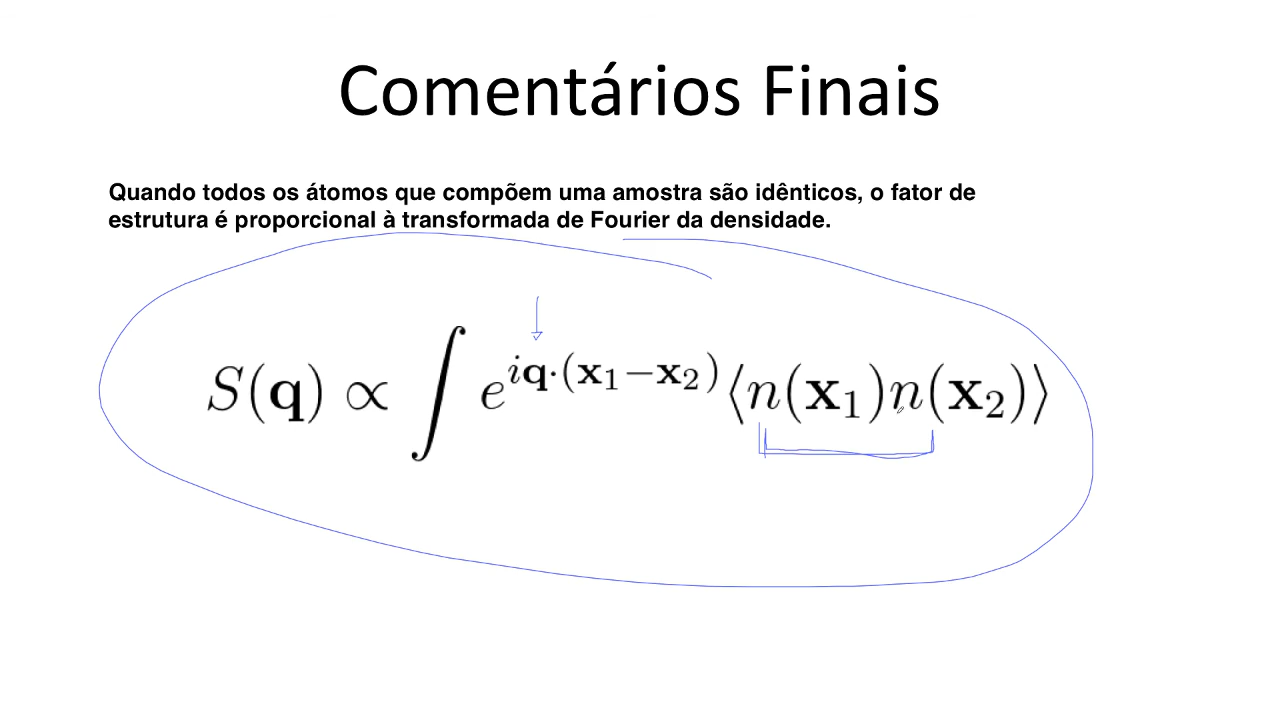 Comentários Finais
Quando todos os átomos que compõem uma amostra são idênticos, o fator de
estrutura é proporcional à transformada de Fourier da densidade.
S(q) ∝ ∫ e^{iq·(x₁−x₂)} ⟨n(x₁)n(x₂)⟩